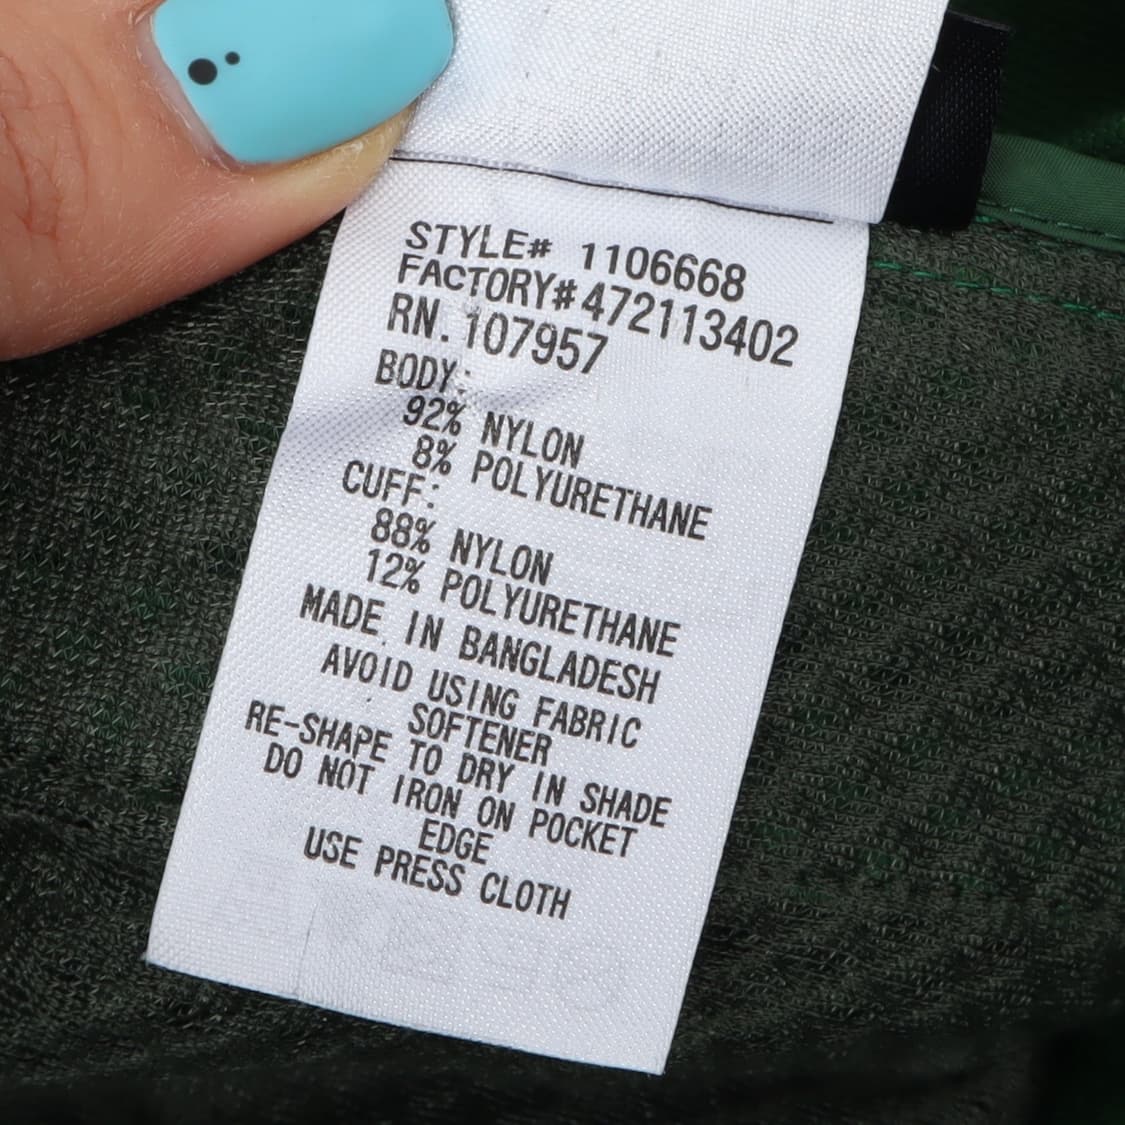 STYLE# 1106668
FACTORY#472113402
RN. 107957
BODY:
92% NYLON
8% POLYURETHANE
CUFF:
88% NYLON
12% POLYURETHANE
MADE IN BANGLADESH
AVOID USING FABRIC
SOFTENER
RE-SHAPE TO DRY IN SHADE
DO NOT IRON ON POCKET
EDGE
USE PRESS CLOTH